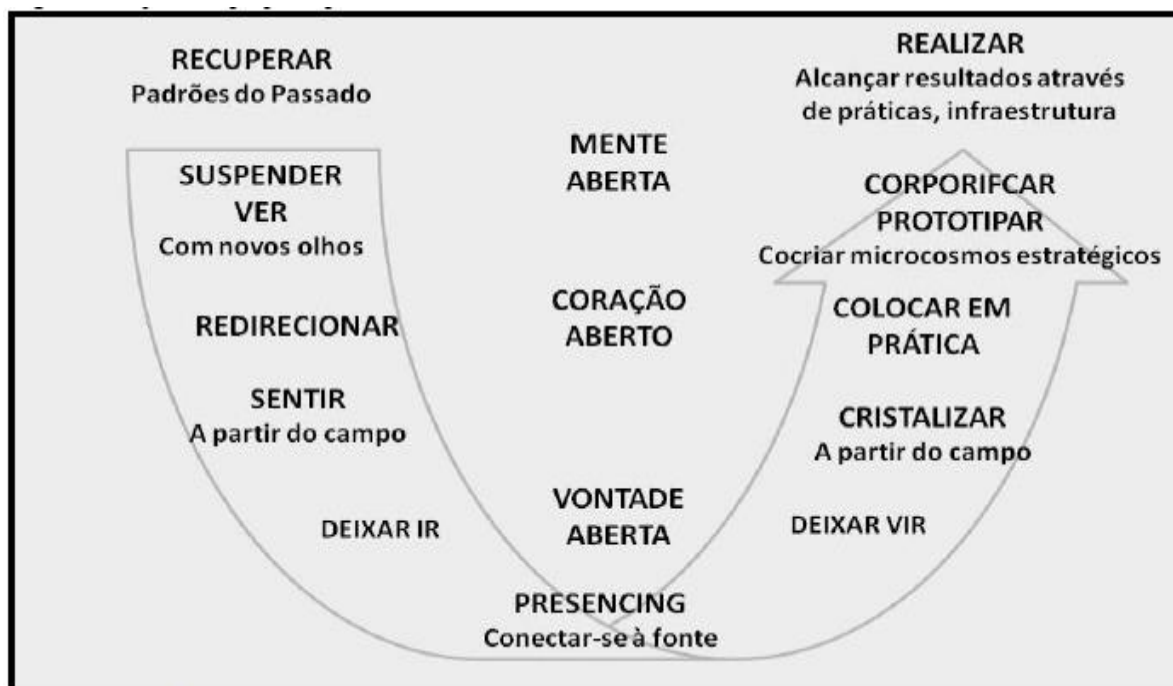 RECUPERAR
Padrões do Passado
SUSPENDER
VER
Com novos olhos
REDIRECIONAR
SENTIR
A partir do campo
DEIXAR IR
MENTE
ABERTA
CORAÇÃO
ABERTO
VONTADE
ABERTA
PRESENCING
Conectar-se à fonte
REALIZAR
Alcançar resultados através
de práticas, infraestrutura
CORPORIFCAR
PROTOTIPAR
Cocriar microcosmos estratégicos
COLOCAR EM
PRÁTICA
CRISTALIZAR
A partir do campo
DEIXAR VIR